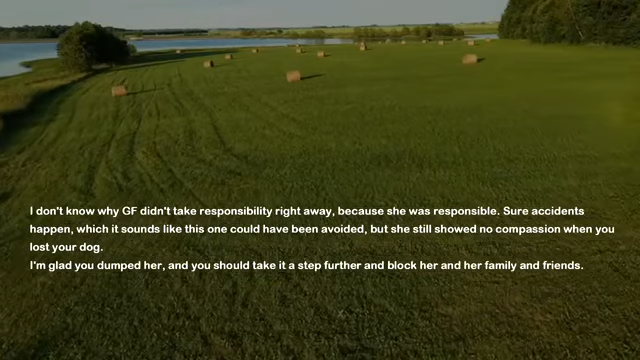 I don't know why GF didn't take responsibility right away, because she was responsible. Sure accidents
happen, which it sounds like this one could have been avoided, but she still showed no compassion when you
lost your dog.
I'm glad you dumped her, and you should take it a step further and block her and her family and friends.